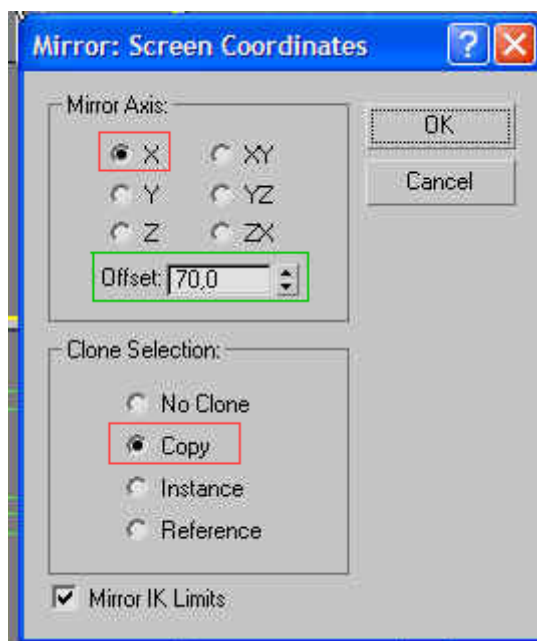 Mirror: Screen Coordinates
Mirror Axis:
X XY
Y YZ
Z ZX
Offset: 70,0
OK
Cancel
Clone Selection:
No Clone
Copy
Instance
Reference
Mirror IK Limits